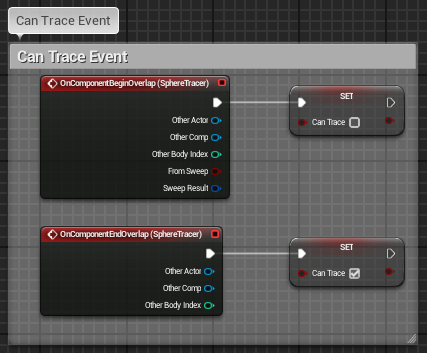 Can Trace Event
Can Trace Event
OnComponentBeginOverlap (SphereTracer)
Other Actor
Other Comp
Other Body Index
From Sweep
Sweep Result
SET
Can Trace
OnComponentEndOverlap (SphereTracer)
Other Actor
Other Comp
Other Body Index
SET
Can Trace